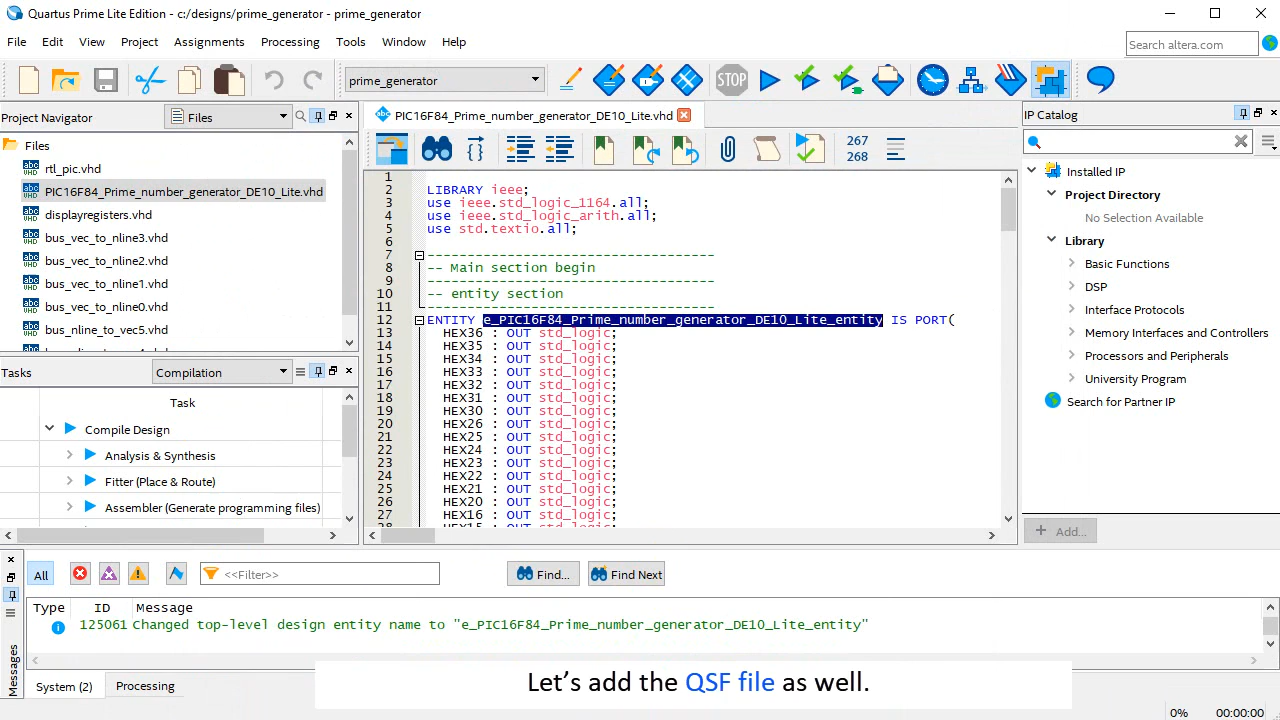 Quartus Prime Lite Edition - c:/designs/prime_generator - prime_generator
File Edit View Project Assignments Processing Tools Window Help
Search altera.com
prime_generator
STOP
Project Navigator
Files
Files
rtl_pic.vhd
PIC16F84_Prime_number_generator_DE10_Lite.vhd
displayregisters.vhd
bus_vec_to_nline3.vhd
bus_vec_to_nline2.vhd
bus_vec_to_nline1.vhd
bus_vec_to_nline0.vhd
bus_nline_to_vec5.vhd
Tasks
Compilation
Task
Compile Design
Analysis & Synthesis
Fitter (Place & Route)
Assembler (Generate programming files)
PIC16F84_Prime_number_generator_DE10_Lite.vhd
267
268
1
2 LIBRARY ieee;
3 use ieee.std_logic_1164.all;
4 use ieee.std_logic_arith.all;
5 use std.textio.all;
6
7 ------------------------------------
8 -- Main section begin
9 ------------------------------------
10 -- entity section
11 ------------------------------------
12 ENTITY e_PIC16F84_Prime_number_generator_DE10_Lite_entity IS PORT(
13 HEX36 : OUT std_logic;
14 HEX35 : OUT std_logic;
15 HEX34 : OUT std_logic;
16 HEX33 : OUT std_logic;
17 HEX32 : OUT std_logic;
18 HEX31 : OUT std_logic;
19 HEX30 : OUT std_logic;
20 HEX26 : OUT std_logic;
21 HEX25 : OUT std_logic;
22 HEX24 : OUT std_logic;
23 HEX23 : OUT std_logic;
24 HEX22 : OUT std_logic;
25 HEX21 : OUT std_logic;
26 HEX20 : OUT std_logic;
27 HEX16 : OUT std_logic;
28 HEX15 : OUT std_logic;
IP Catalog
Installed IP
Project Directory
No Selection Available
Library
Basic Functions
DSP
Interface Protocols
Memory Interfaces and Controllers
Processors and Peripherals
University Program
Search for Partner IP
+ Add...
Messages
All
<<Filter>>
Find...
Find Next
Type ID Message
125061 Changed top-level design entity name to "e_PIC16F84_Prime_number_generator_DE10_Lite_entity"
System (2) Processing
Let's add the QSF file as well.
0% 00:00:00